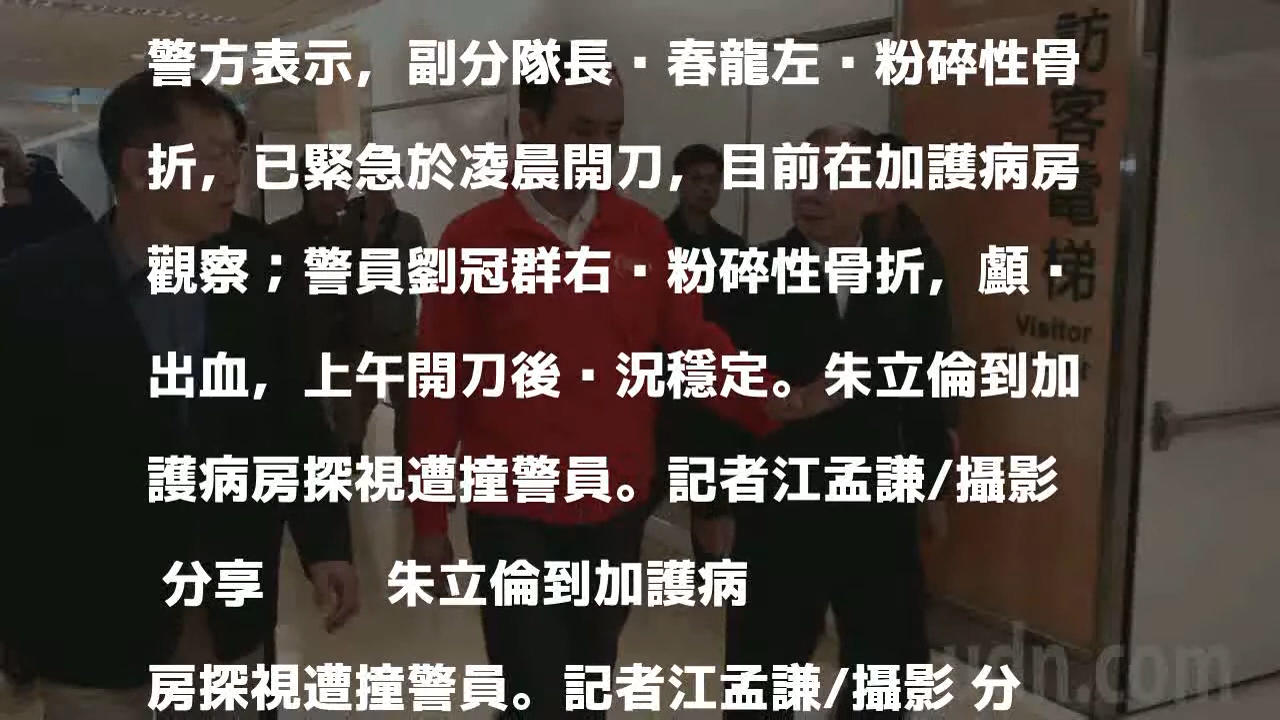 警方表示，副分隊長▪春龍左▪粉碎性骨
折，已緊急於凌晨開刀，目前在加護病房
觀察；警員劉冠群右▪粉碎性骨折，顱▪
出血，上午開刀後▪況穩定。朱立倫到加
護病房探視遭撞警員。記者江孟謙/攝影
分享 朱立倫到加護病
房探視遭撞警員。記者江孟謙/攝影 分
訪客電梯
Visitor
udn.com